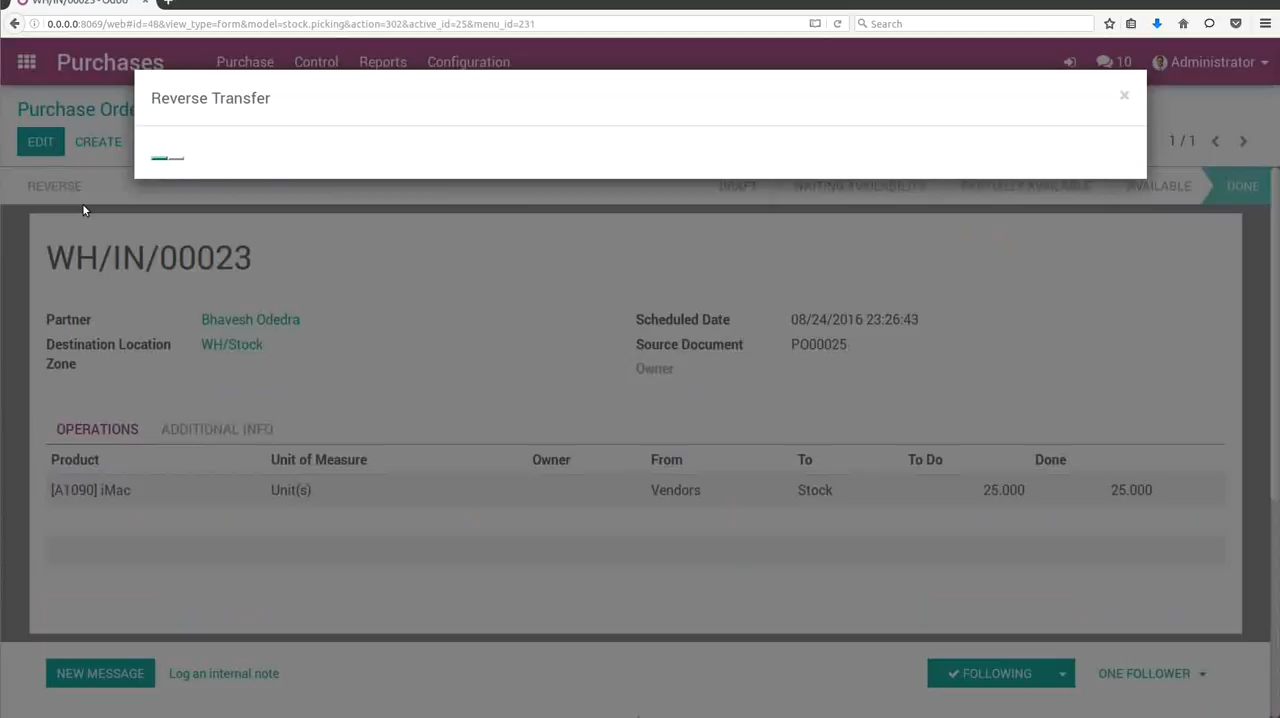 WH/IN/00023 - Odoo × +
0.0.0.0:8069/web#id=48&view_type=form&model=stock.picking&action=302&active_id=25&menu_id=231 Search
Purchases Purchase Control Reports Configuration 10 Administrator
Reverse Transfer ×
Purchase Orde
EDIT CREATE 1 / 1
REVERSE DRAFT WAITING AVAILABILITY PARTIALLY AVAILABLE AVAILABLE DONE
WH/IN/00023
Partner Bhavesh Odedra Scheduled Date 08/24/2016 23:26:43
Destination Location WH/Stock Source Document PO00025
Zone
Owner
OPERATIONS ADDITIONAL INFO
Product Unit of Measure Owner From To To Do Done
[A1090] iMac Unit(s) Vendors Stock 25.000 25.000
NEW MESSAGE Log an internal note FOLLOWING ONE FOLLOWER